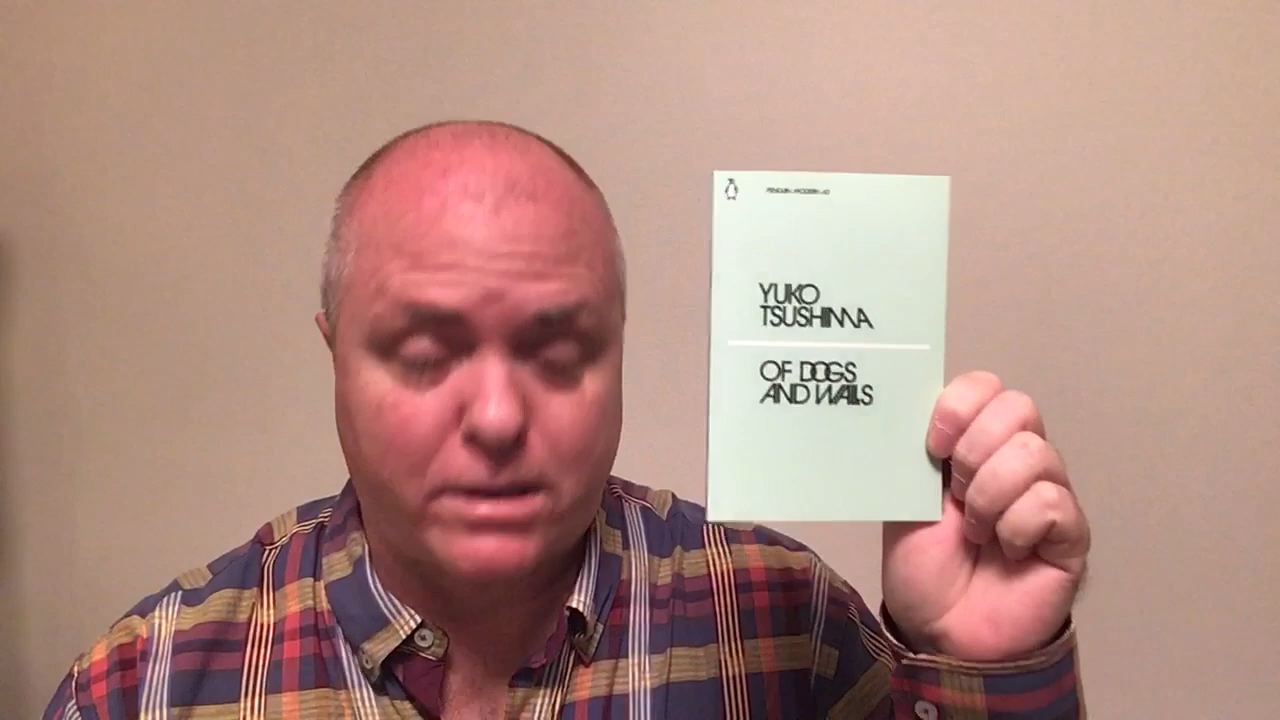 PENGUIN MODERN :40
YUKO
TSUSHIMA
OF DOGS
AND WALLS